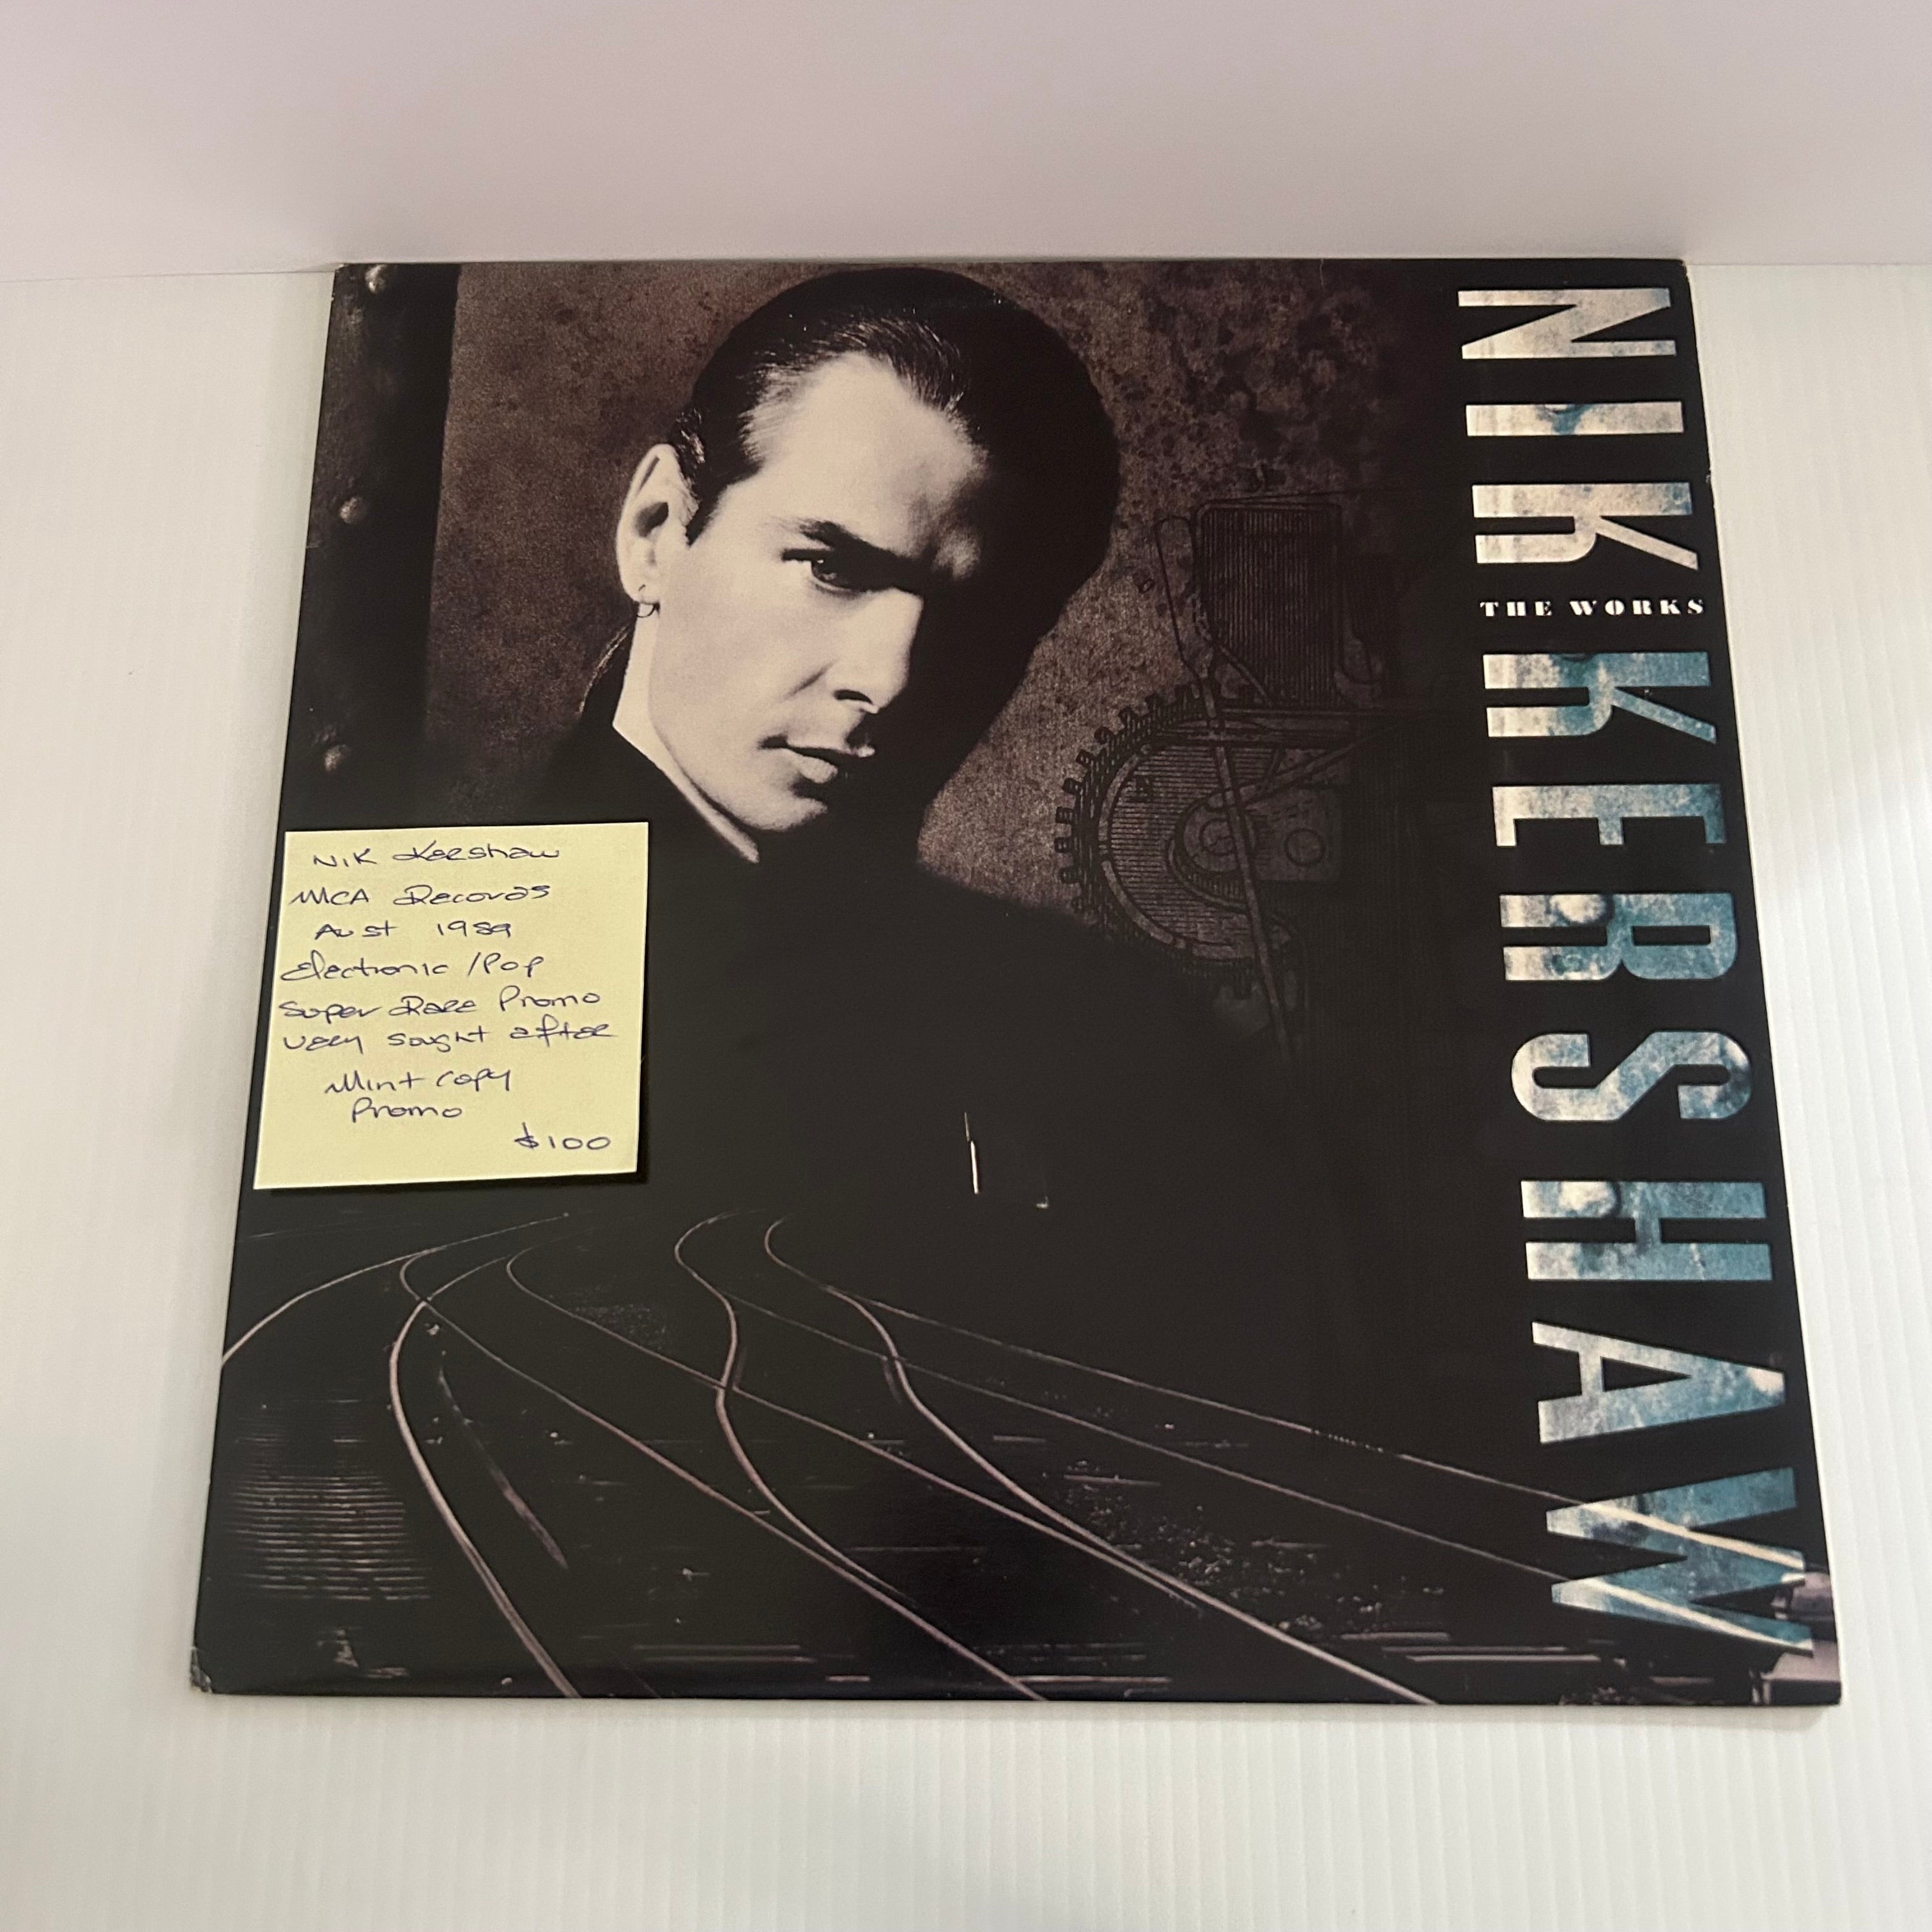 NIK KERSHAW
THE WORKS
Nik Kershaw
MCA Records
Aust 1989
Electronic / Pop
Super Rare Promo
very sought after
Mint copy
Promo
$100